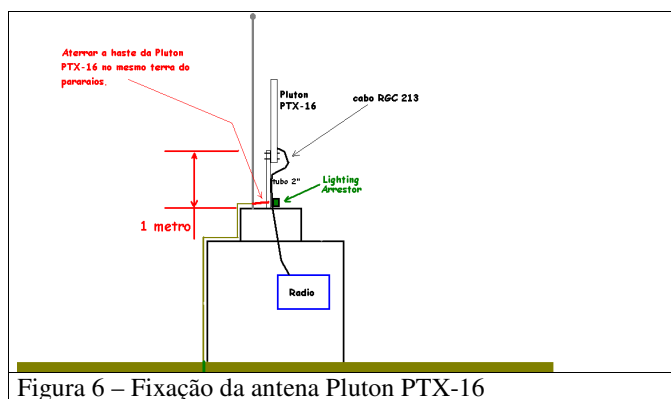 Aterrar a haste da Pluton
PTX-16 no mesmo terra do
pararaios.
Pluton
PTX-16
cabo RGC 213
tubo 2"
Lighting
Arrestor
1 metro
Radio
Figura 6 – Fixação da antena Pluton PTX-16